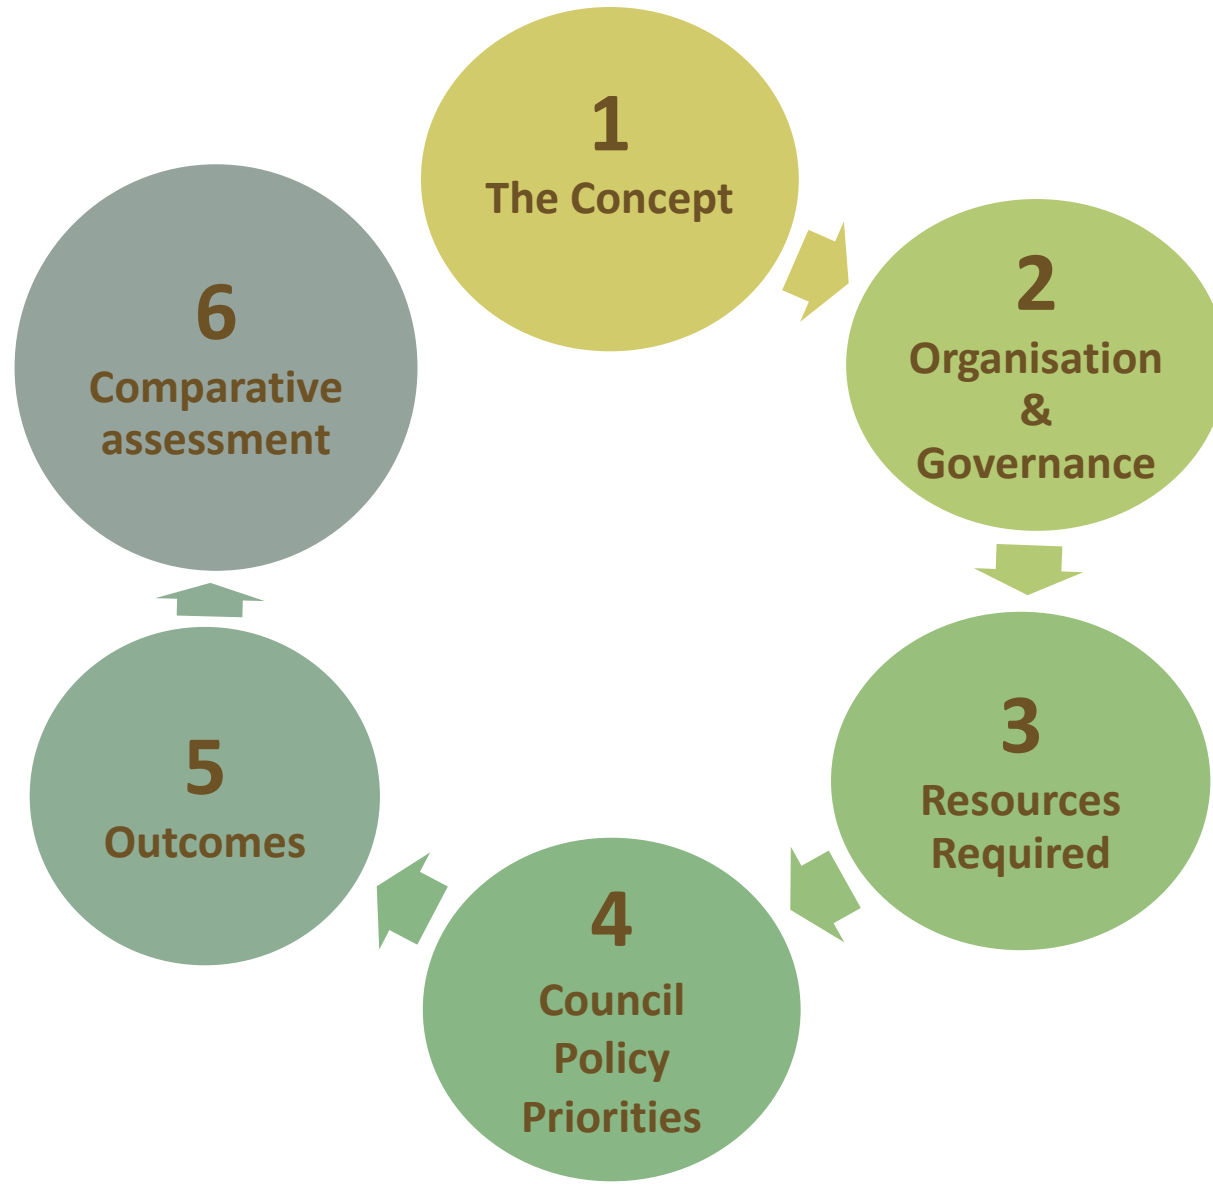 1
The Concept
2
Organisation
&
Governance
3
Resources
Required
4
Council
Policy
Priorities
5
Outcomes
6
Comparative
assessment